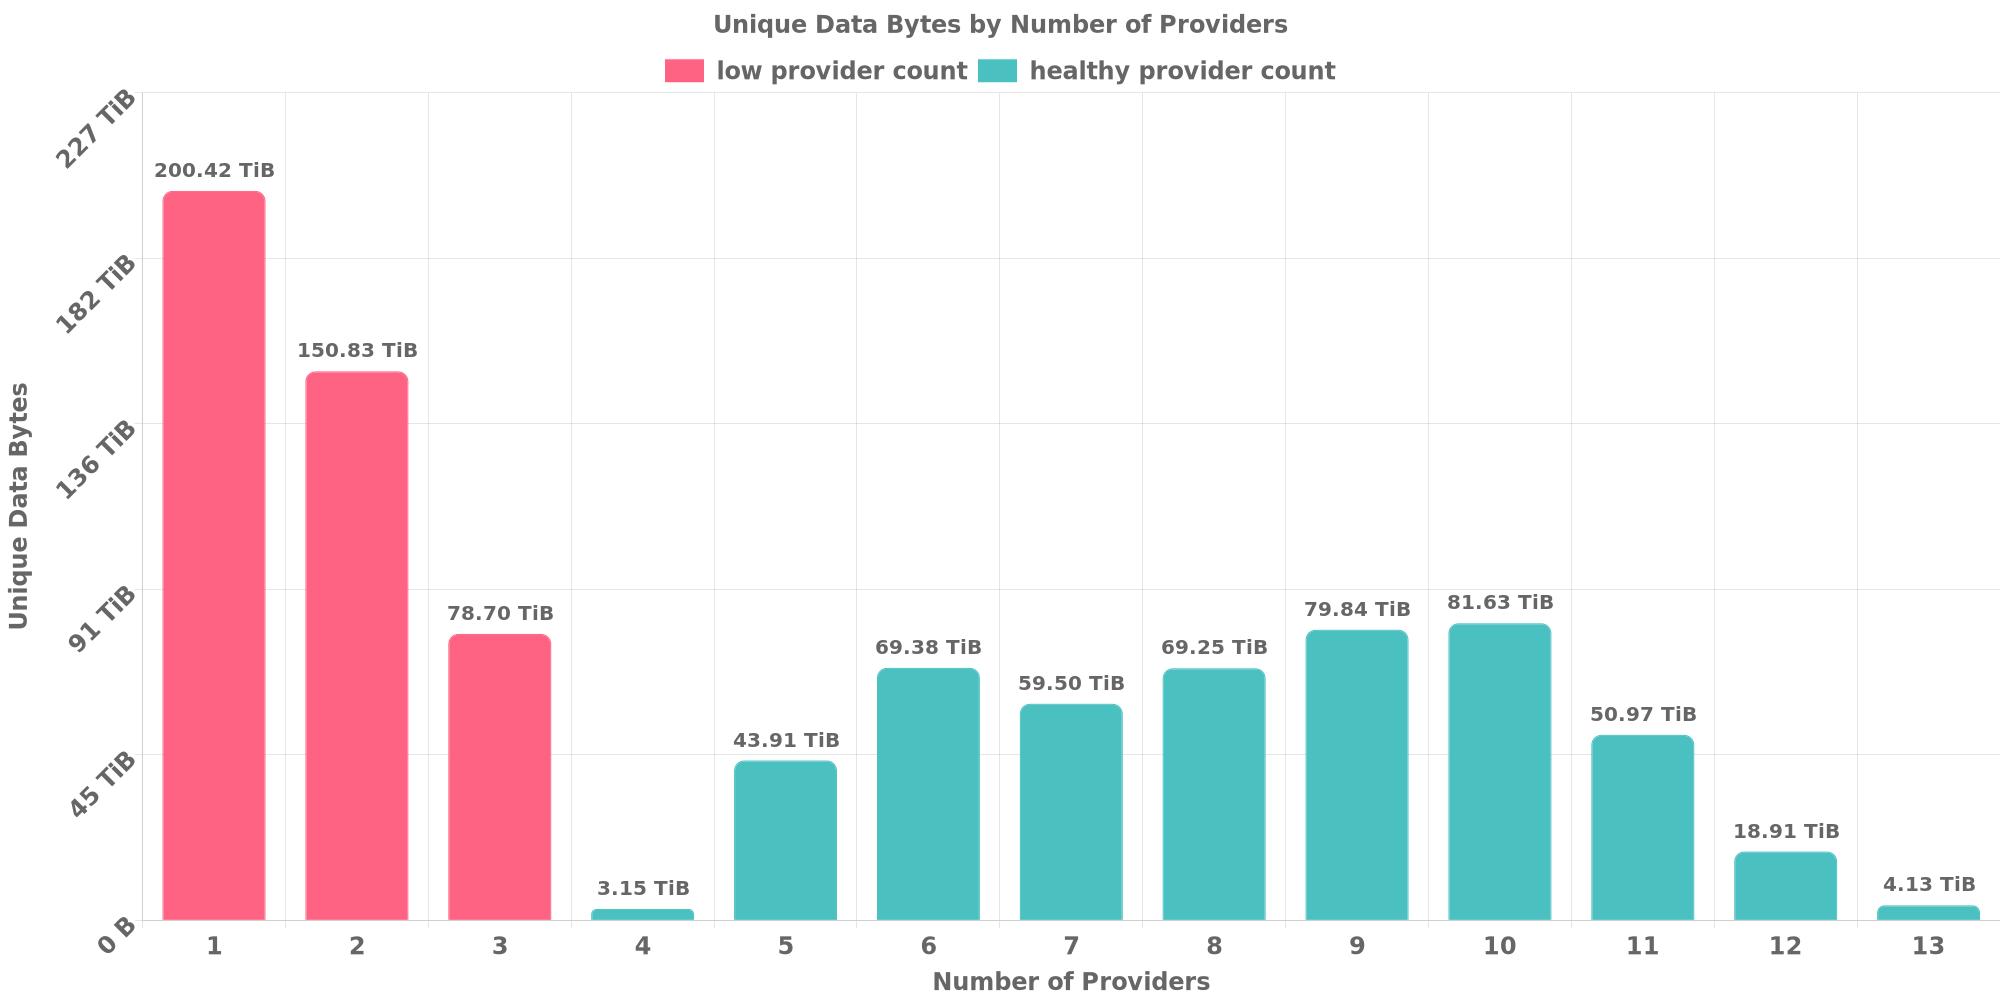 Unique Data Bytes by Number of Providers
low provider count healthy provider count
227 TiB
182 TiB
136 TiB
91 TiB
45 TiB
0 B
Unique Data Bytes
200.42 TiB
150.83 TiB
78.70 TiB
3.15 TiB
43.91 TiB
69.38 TiB
59.50 TiB
69.25 TiB
79.84 TiB
81.63 TiB
50.97 TiB
18.91 TiB
4.13 TiB
1 2 3 4 5 6 7 8 9 10 11 12 13
Number of Providers